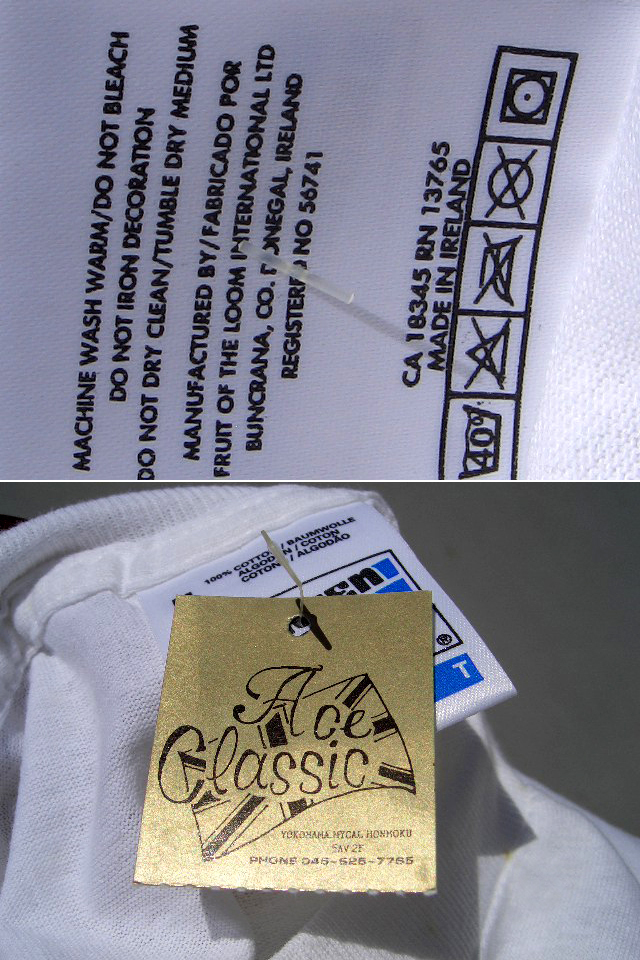 MACHINE WASH WARM/DO NOT BLEACH
DO NOT IRON DECORATION
DO NOT DRY CLEAN/TUMBLE DRY MEDIUM
MANUFACTURED BY/FABRICADO POR
FRUIT OF THE LOOM INTERNATIONAL LTD
BUNCRANA, CO. DONEGAL, IRELAND
REGISTERED NO 56741
CA 18345 RN 13765
MADE IN IRELAND
40°
100% COTTON / BAUMWOLLE
ALGODON / COTON
COTONE / ALGODAO
®
T
Ace
Classic
YOKOHAMA.MYCAL HONMOKU
5AV 2F
PHONE 045-625-7755